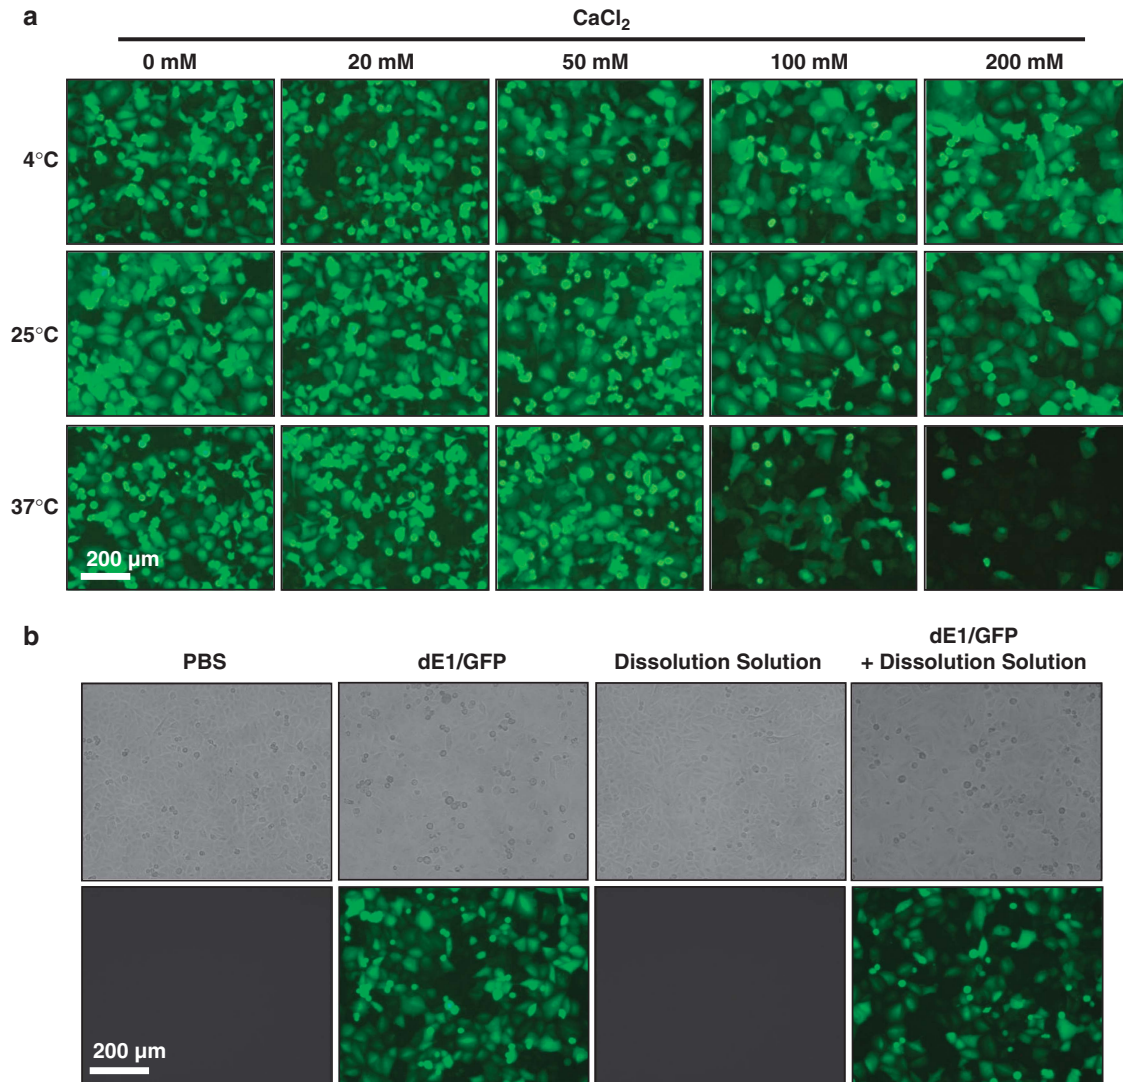 a
CaCl₂
0 mM 20 mM 50 mM 100 mM 200 mM
4°C
25°C
37°C
200 µm
b
PBS dE1/GFP Dissolution Solution dE1/GFP + Dissolution Solution
200 µm